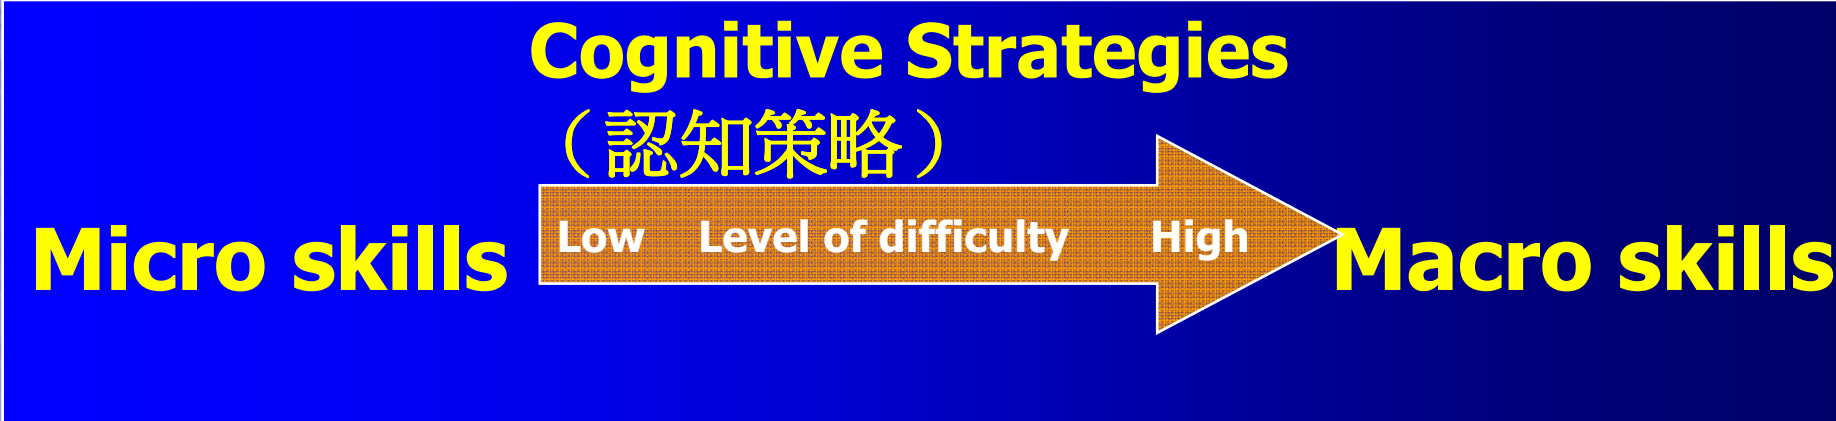 Cognitive Strategies
（認知策略）
Micro skills
Low Level of difficulty High
Macro skills